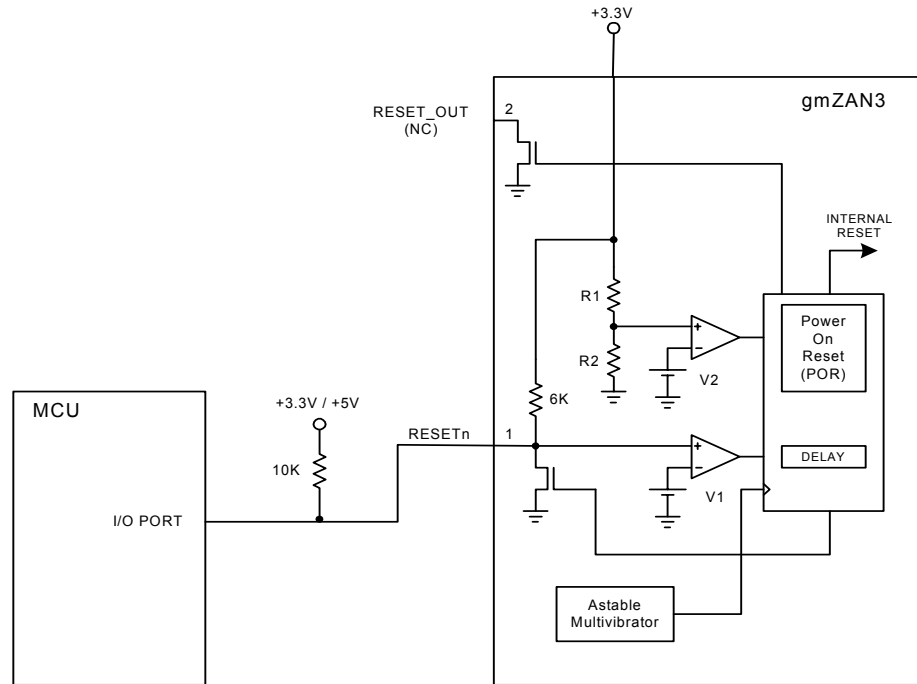 +3.3V
gmZAN3
RESET_OUT
(NC)
2
INTERNAL
RESET
R1
+
-
R2
V2
Power
On
Reset
(POR)
MCU
+3.3V / +5V
10K
6K
RESETn
1
+
-
V1
DELAY
I/O PORT
Astable
Multivibrator